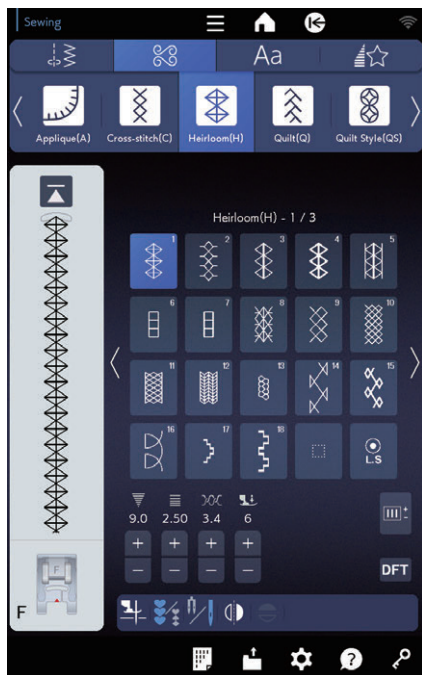 Sewing
Aa
Applique(A) Cross-stitch(C) Heirloom(H) Quilt(Q) Quilt Style(QS)
Heirloom(H) - 1 / 3
1 2 3 4 5
6 7 8 9 10
11 12 13 14 15
16 17 18
L.S
9.0 2.50 3.4 6
+ + + +
− − − −
DFT
F
F
?